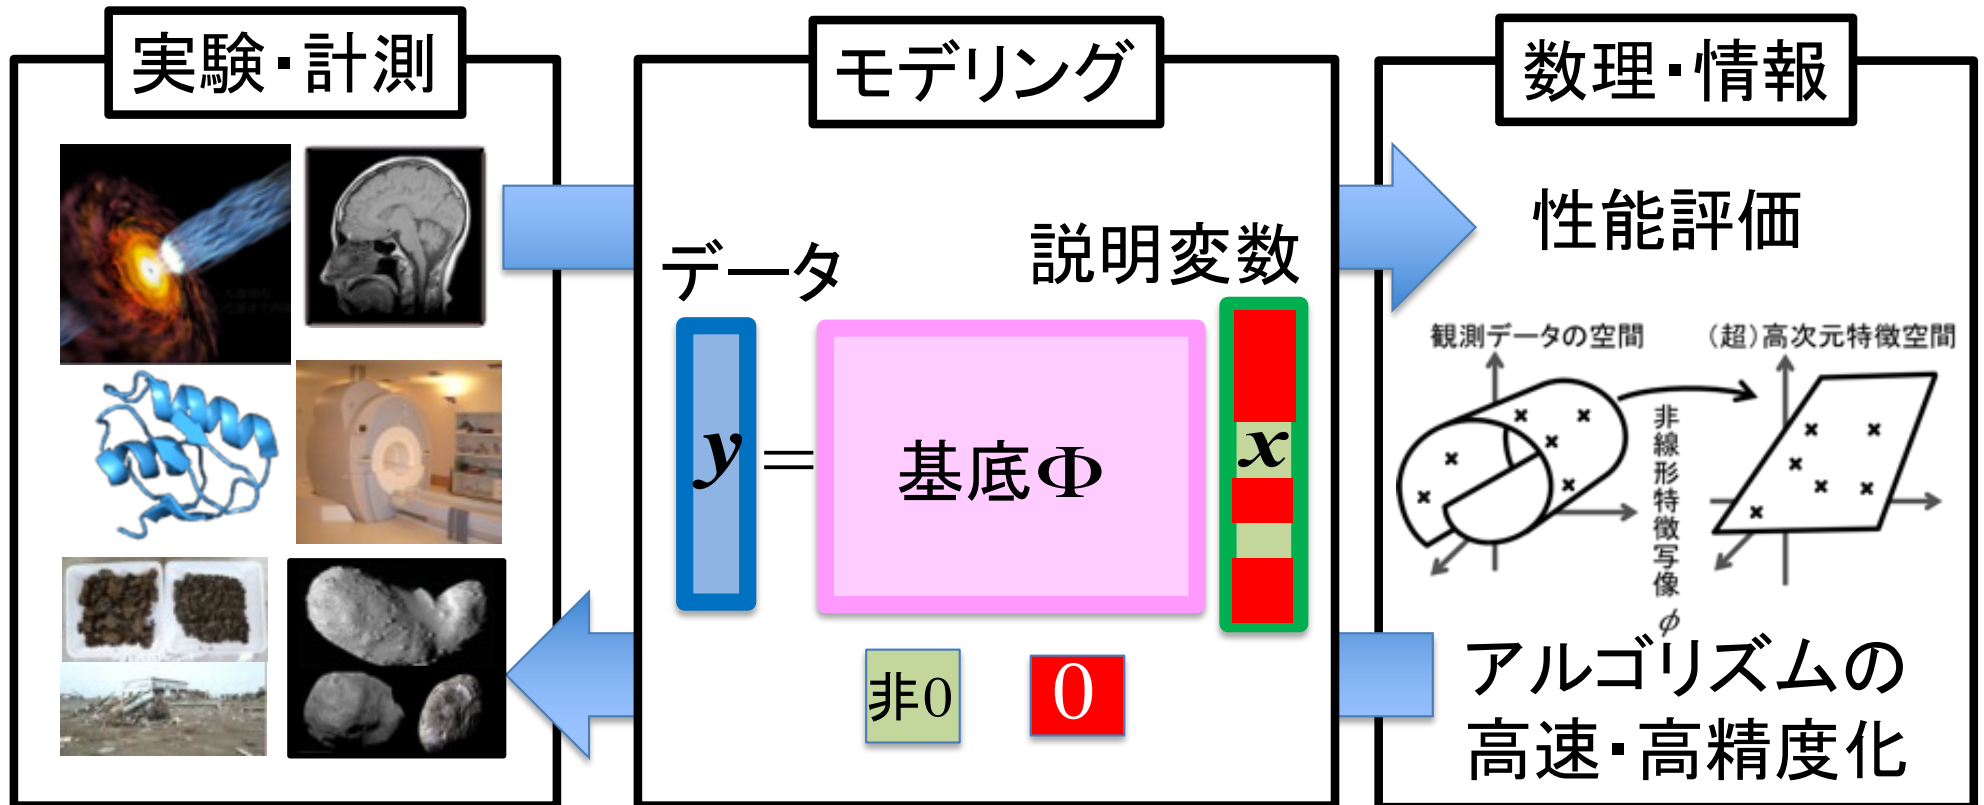 実験・計測
モデリング
データ
説明変数
y
=
基底Φ
x
非0
0
数理・情報
性能評価
観測データの空間
(超)高次元特徴空間
非線形特徴写像 φ
アルゴリズムの
高速・高精度化